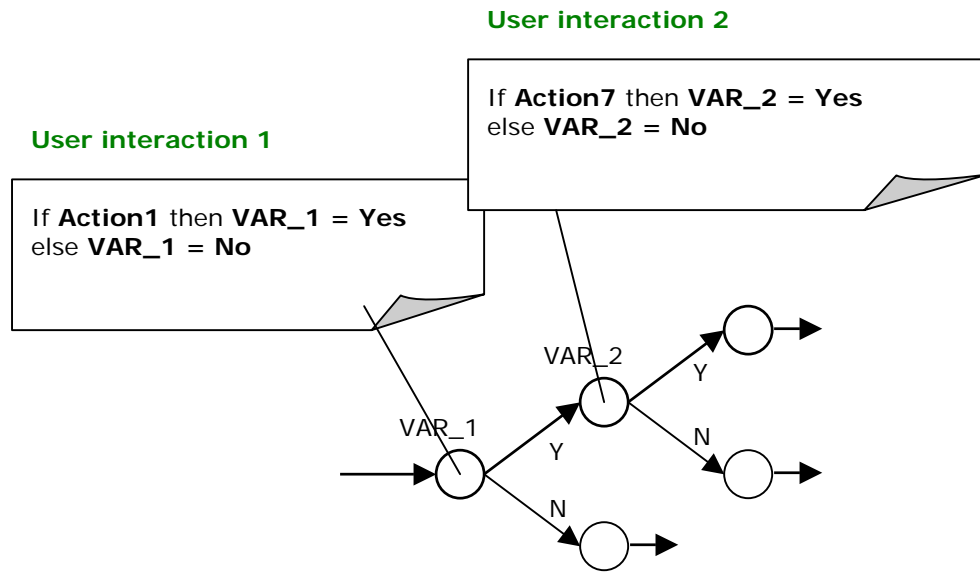 User interaction 2
If Action7 then VAR_2 = Yes
else VAR_2 = No
User interaction 1
If Action1 then VAR_1 = Yes
else VAR_1 = No
VAR_2
Y
VAR_1
Y
N
N